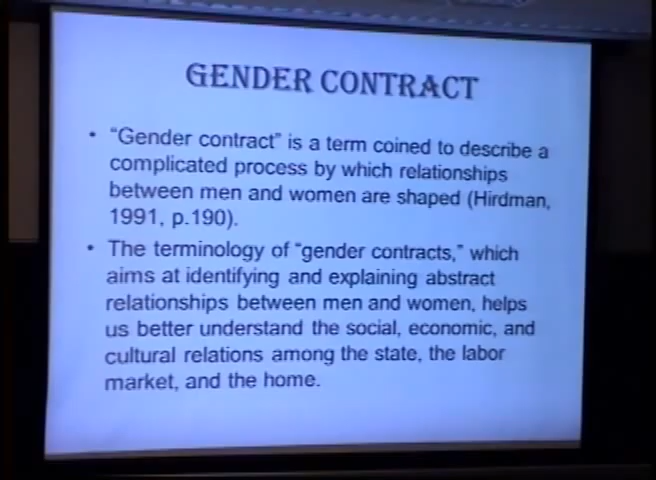 GENDER CONTRACT
• “Gender contract” is a term coined to describe a
complicated process by which relationships
between men and women are shaped (Hirdman,
1991, p.190).
• The terminology of “gender contracts,” which
aims at identifying and explaining abstract
relationships between men and women, helps
us better understand the social, economic, and
cultural relations among the state, the labor
market, and the home.